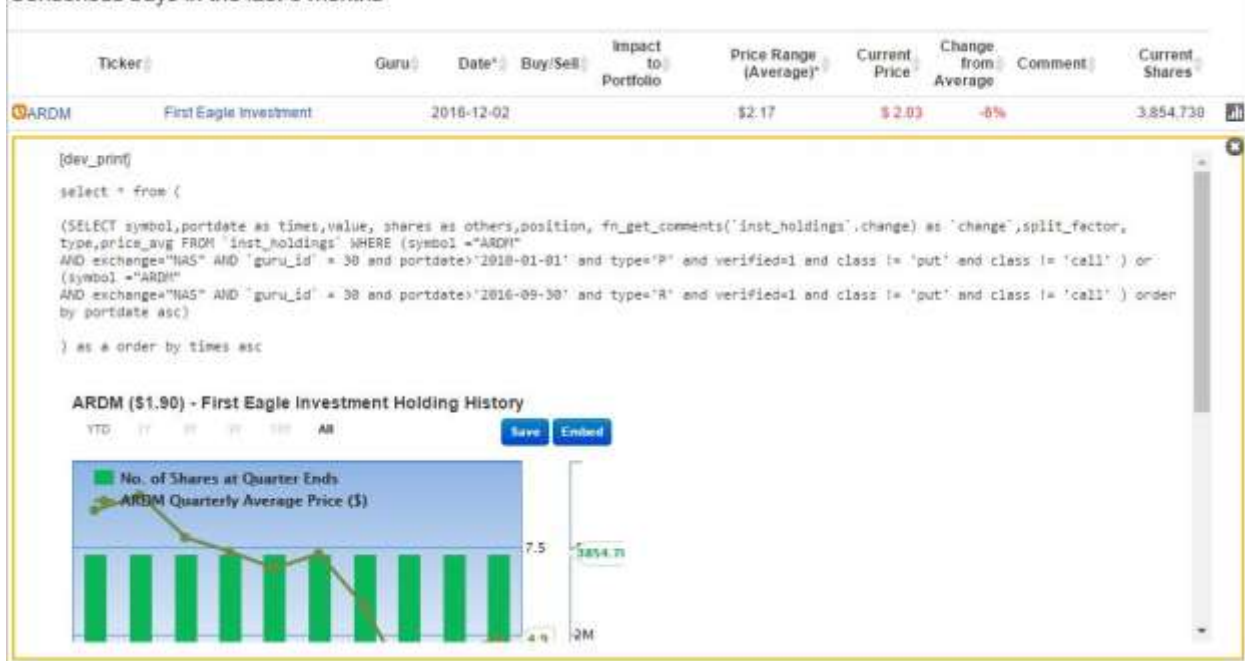 Ticker Guru Date* Buy/Sell Impact to Portfolio Price Range (Average)* Current Price Change from Average Comment Current Shares
ARDM First Eagle Investment 2016-12-02 $2.17 $ 2.03 -6% 3,854,730
[dev_print]
select * from (
(SELECT symbol,portdate as times,value, shares as others,position, fn_get_comments(`inst_holdings`.change) as `change`,split_factor,
type,price_avg FROM `inst_holdings` WHERE (symbol ="ARDM"
AND exchange="NAS" AND `guru_id` = 30 and portdate>'2010-01-01' and type='P' and verified=1 and class != 'put' and class != 'call' ) or
(symbol ="ARDM"
AND exchange="NAS" AND `guru_id` = 30 and portdate>'2016-09-30' and type='R' and verified=1 and class != 'put' and class != 'call' ) order
by portdate asc)
) as a order by times asc
ARDM ($1.90) - First Eagle Investment Holding History
YTD All
Save Embed
No. of Shares at Quarter Ends
ARDM Quarterly Average Price ($)
7.5
4.9 2M